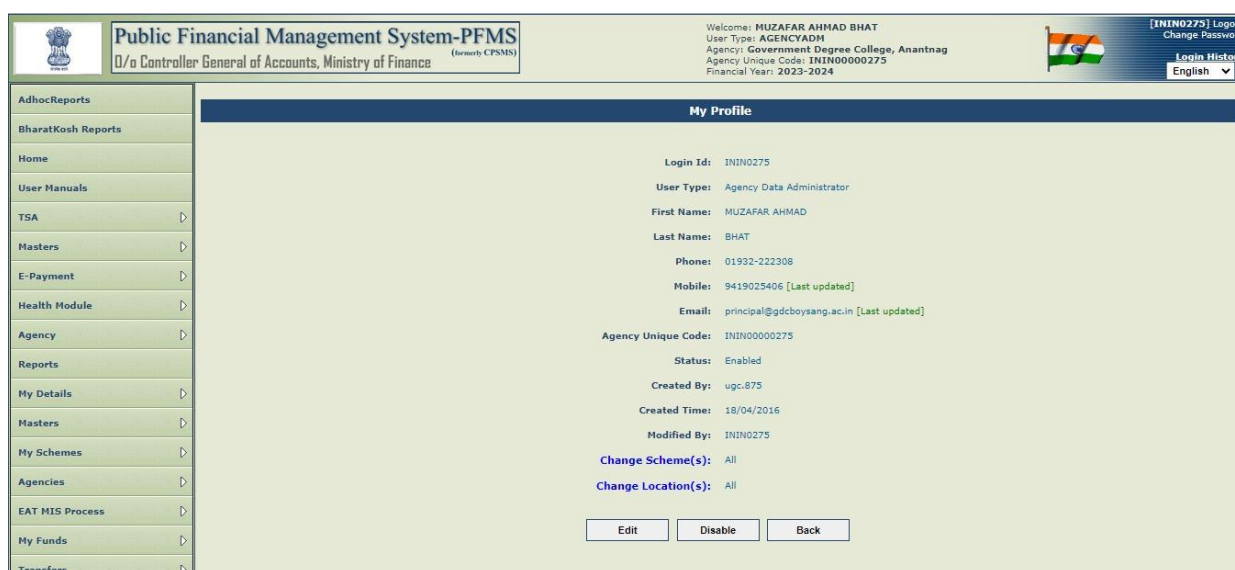 Public Financial Management System-PFMS
(formerly CPSMS)
O/o Controller General of Accounts, Ministry of Finance
Welcome: MUZAFAR AHMAD BHAT
User Type: AGENCYADM
Agency: Government Degree College, Anantnag
Agency Unique Code: ININ00000275
Financial Year: 2023-2024
[ININ0275] Logo
Change Passwo
Login Histo
English
AdhocReports
BharatKosh Reports
Home
User Manuals
TSA
Masters
E-Payment
Health Module
Agency
Reports
My Details
Masters
My Schemes
Agencies
EAT MIS Process
My Funds
Transfers
My Profile
Login Id: ININ0275
User Type: Agency Data Administrator
First Name: MUZAFAR AHMAD
Last Name: BHAT
Phone: 01932-222308
Mobile: 9419025406 [Last updated]
Email: principal@gdcboysang.ac.in [Last updated]
Agency Unique Code: ININ00000275
Status: Enabled
Created By: ugc.875
Created Time: 18/04/2016
Modified By: ININ0275
Change Scheme(s): All
Change Location(s): All
Edit Disable Back